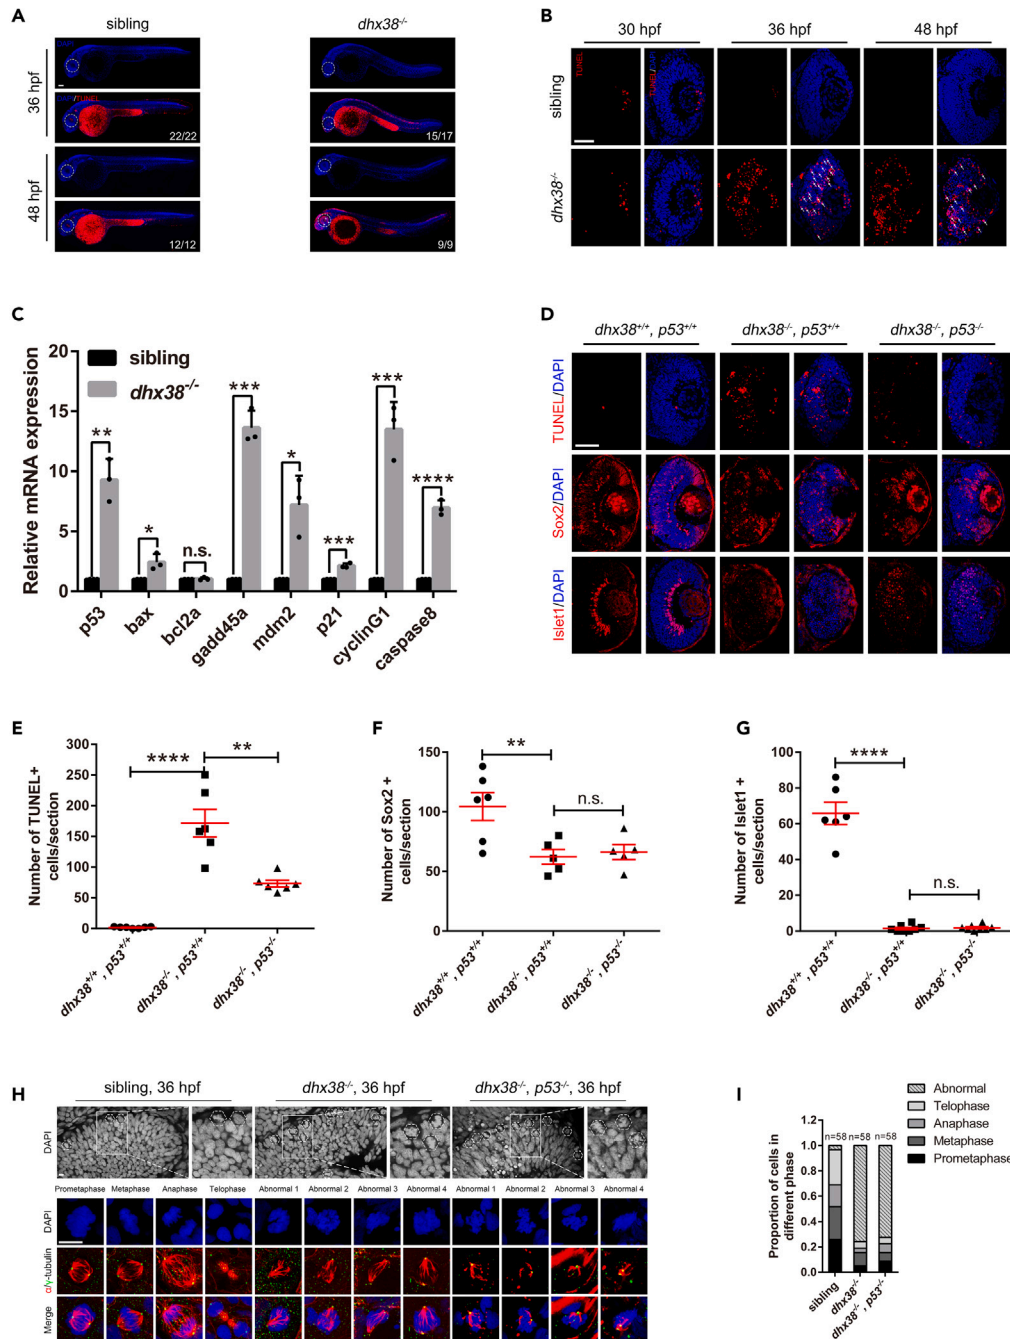 A
sibling
dhx38-/-
36 hpf
DAPI
DAPI/TUNEL
22/22
15/17
48 hpf
12/12
9/9
B
30 hpf
36 hpf
48 hpf
sibling
TUNEL
TUNEL/DAPI
dhx38-/-
C
sibling
dhx38-/-
Relative mRNA expression
20
15
10
5
0
**
*
n.s.
***
*
***
***
****
p53
bax
bcl2a
gadd45a
mdm2
p21
cyclinG1
caspase8
D
dhx38+/+, p53+/+
dhx38-/-, p53+/+
dhx38-/-, p53-/-
TUNEL/DAPI
Sox2/DAPI
Islet1/DAPI
E
Number of TUNEL+
cells/section
300
250
200
150
100
50
0
****
**
dhx38+/+, p53+/+
dhx38-/-, p53+/+
dhx38-/-, p53-/-
F
Number of Sox2 +
cells/section
150
100
50
0
**
n.s.
dhx38+/+, p53+/+
dhx38-/-, p53+/+
dhx38-/-, p53-/-
G
Number of Islet1 +
cells/section
100
80
60
40
20
0
****
n.s.
dhx38+/+, p53+/+
dhx38-/-, p53+/+
dhx38-/-, p53-/-
H
sibling, 36 hpf
dhx38-/-, 36 hpf
dhx38-/-, p53-/-, 36 hpf
DAPI
Prometaphase Metaphase Anaphase Telophase Abnormal 1 Abnormal 2 Abnormal 3 Abnormal 4 Abnormal 1 Abnormal 2 Abnormal 3 Abnormal 4
DAPI
α/γ-tubulin
Merge
I
Abnormal
Telophase
Anaphase
Metaphase
Prometaphase
Proportion of cells in
different phase
1.0
0.8
0.6
0.4
0.2
0.0
n=58 n=58 n=58
sibling
dhx38-/-
dhx38-/-, p53-/-